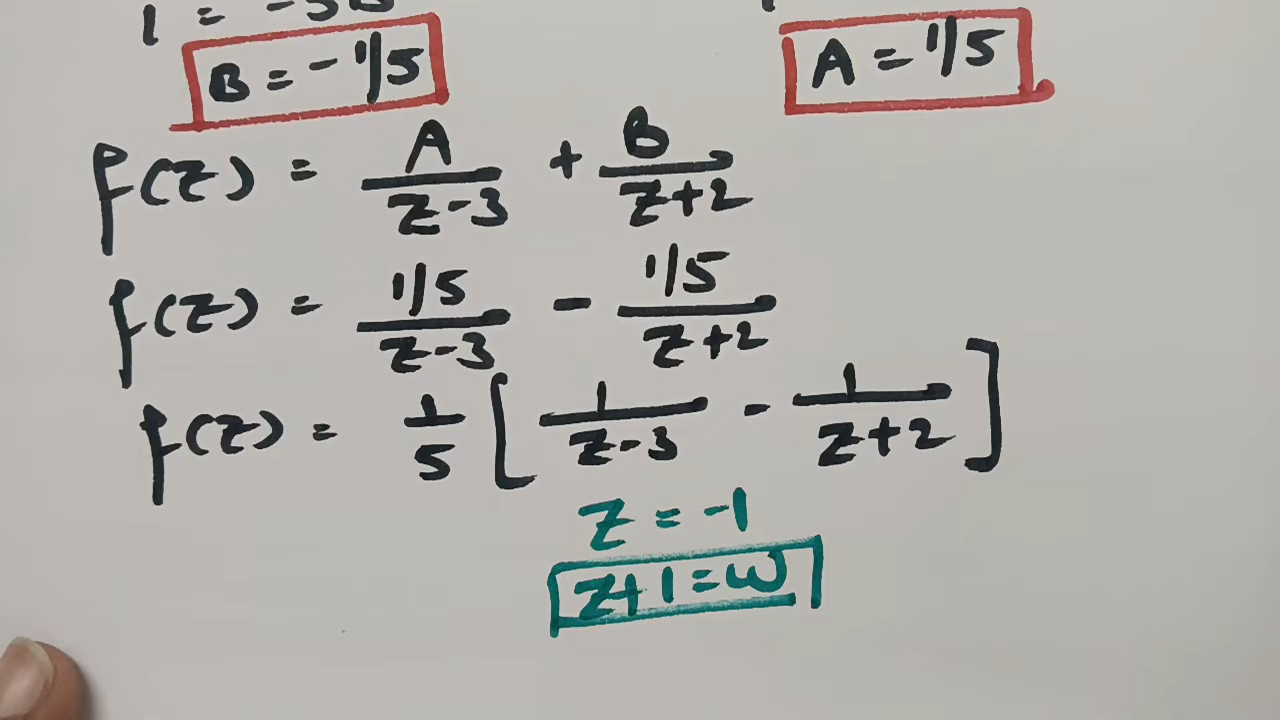 B = - 1/5
A = 1/5
f(z) = A/(z-3) + B/(z+2)
f(z) = (1/5)/(z-3) - (1/5)/(z+2)
f(z) = 1/5 [ 1/(z-3) - 1/(z+2) ]
z = -1
z+1=w